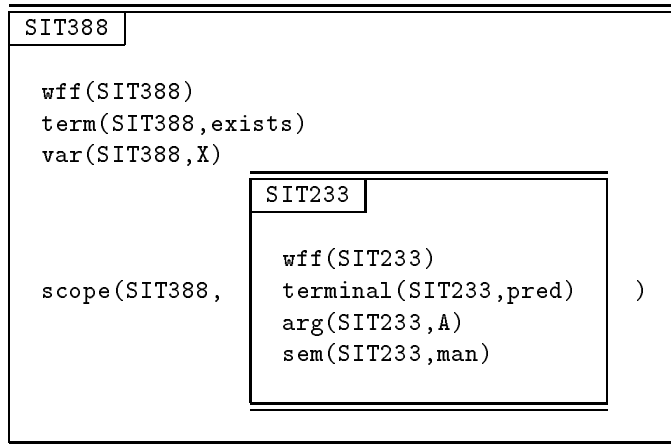 SIT388
wff(SIT388)
term(SIT388,exists)
var(SIT388,X)
SIT233
wff(SIT233)
scope(SIT388, terminal(SIT233,pred) )
arg(SIT233,A)
sem(SIT233,man)